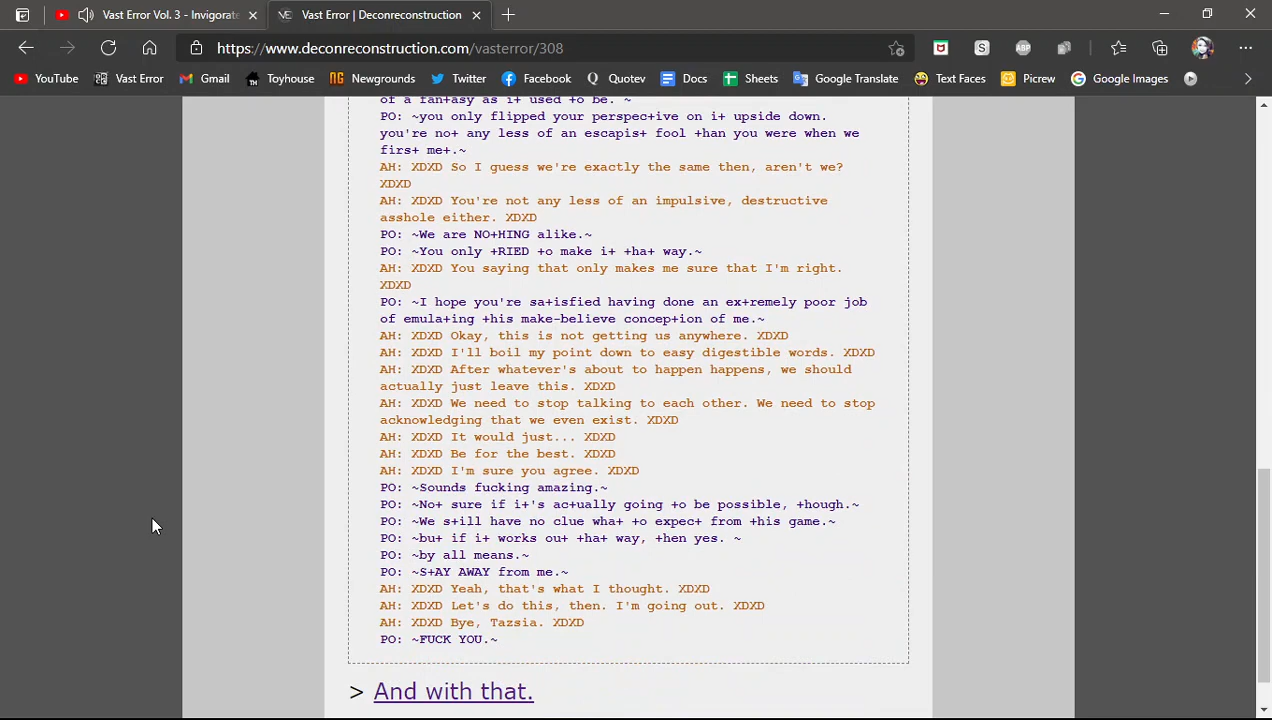 Vast Error Vol. 3 - Invigorate
Vast Error | Deconreconstruction
https://www.deconreconstruction.com/vasterror/308
YouTube Vast Error Gmail Toyhouse Newgrounds Twitter Facebook Quotev Docs Sheets Google Translate Text Faces Picrew Google Images
of a fan+asy as i+ used +o be. ~
PO: ~you only flipped your perspec+ive on i+ upside down.
you're no+ any less of an escapis+ fool +han you were when we
firs+ me+.~
AH: XDXD So I guess we're exactly the same then, aren't we?
XDXD
AH: XDXD You're not any less of an impulsive, destructive
asshole either. XDXD
PO: ~We are NO+HING alike.~
PO: ~You only +RIED +o make i+ +ha+ way.~
AH: XDXD You saying that only makes me sure that I'm right.
XDXD
PO: ~I hope you're sa+isfied having done an ex+remely poor job
of emula+ing +his make-believe concep+ion of me.~
AH: XDXD Okay, this is not getting us anywhere. XDXD
AH: XDXD I'll boil my point down to easy digestible words. XDXD
AH: XDXD After whatever's about to happen happens, we should
actually just leave this. XDXD
AH: XDXD We need to stop talking to each other. We need to stop
acknowledging that we even exist. XDXD
AH: XDXD It would just... XDXD
AH: XDXD Be for the best. XDXD
AH: XDXD I'm sure you agree. XDXD
PO: ~Sounds fucking amazing.~
PO: ~No+ sure if i+'s ac+ually going +o be possible, +hough.~
PO: ~We s+ill have no clue wha+ +o expec+ from +his game.~
PO: ~bu+ if i+ works ou+ +ha+ way, +hen yes. ~
PO: ~by all means.~
PO: ~S+AY AWAY from me.~
AH: XDXD Yeah, that's what I thought. XDXD
AH: XDXD Let's do this, then. I'm going out. XDXD
AH: XDXD Bye, Tazsia. XDXD
PO: ~FUCK YOU.~
> And with that.